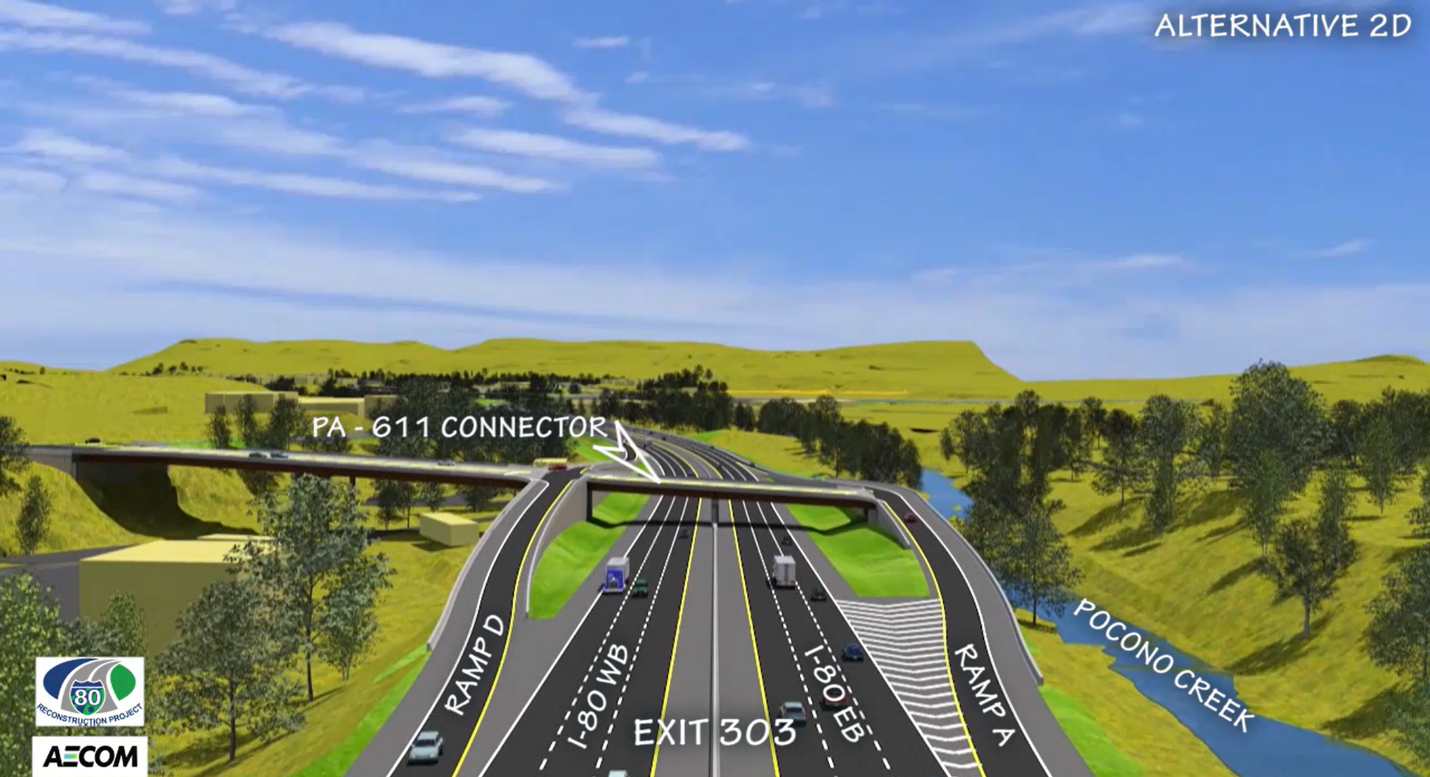 ALTERNATIVE 2D
PA - 611 CONNECTOR
RAMP D
I-80 WB
EXIT 303
I-80 EB
RAMP A
POCONO CREEK
80
RECONSTRUCTION PROJECT
AECOM